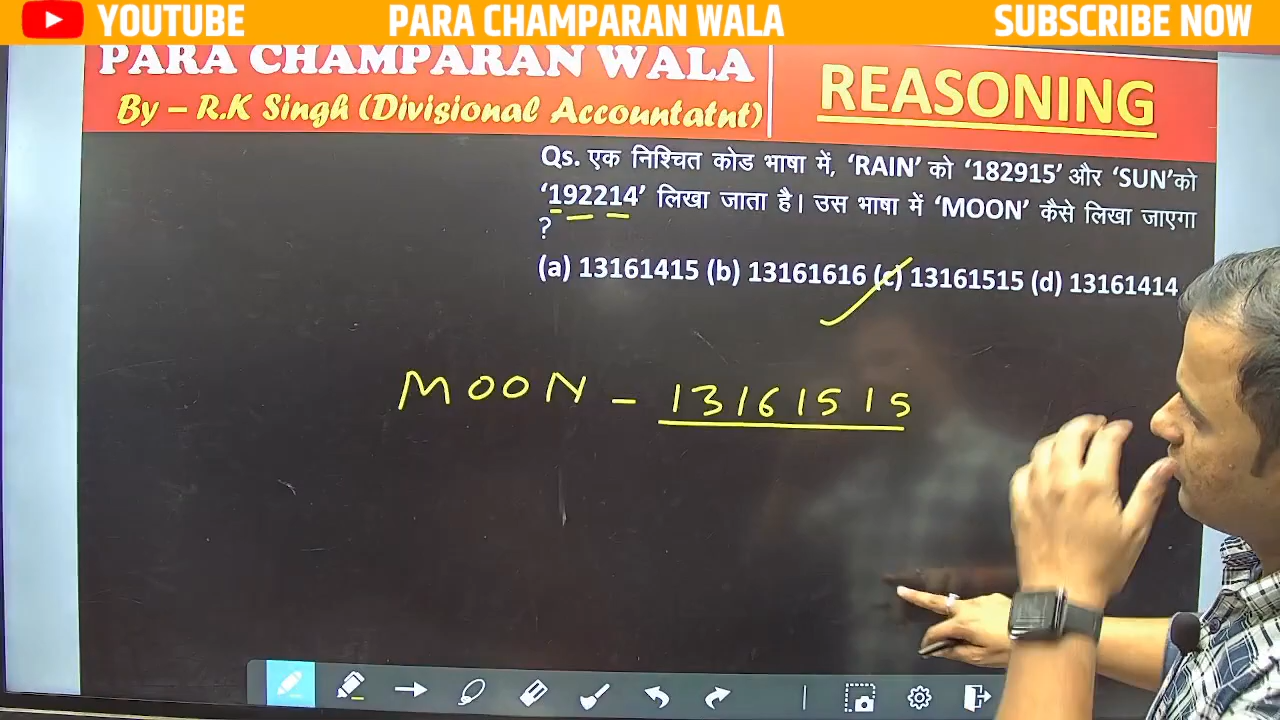 YOUTUBE PARA CHAMPARAN WALA SUBSCRIBE NOW
PARA CHAMPARAN WALA
By – R.K Singh (Divisional Accountatnt)
REASONING
Qs. एक निश्चित कोड भाषा में, ‘RAIN’ को ‘182915’ और ‘SUN’को
‘192214’ लिखा जाता है। उस भाषा में ‘MOON’ कैसे लिखा जाएगा
?
(a) 13161415 (b) 13161616 (c) 13161515 (d) 13161414
MOON – 13161515